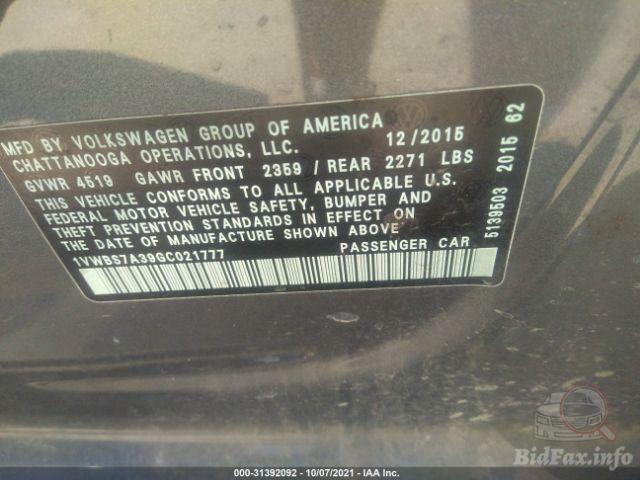 MFD BY VOLKSWAGEN GROUP OF AMERICA 12/2015
CHATTANOOGA OPERATIONS, LLC.
GVWR 4519 GAWR FRONT 2359 / REAR 2271 LBS
THIS VEHICLE CONFORMS TO ALL APPLICABLE U.S.
FEDERAL MOTOR VEHICLE SAFETY, BUMPER AND
THEFT PREVENTION STANDARDS IN EFFECT ON
THE DATE OF MANUFACTURE SHOWN ABOVE
1VWBS7A39GC021777 PASSENGER CAR
5139503 2015 62
BidFax.info
000-31392092 - 10/07/2021 - IAA Inc.